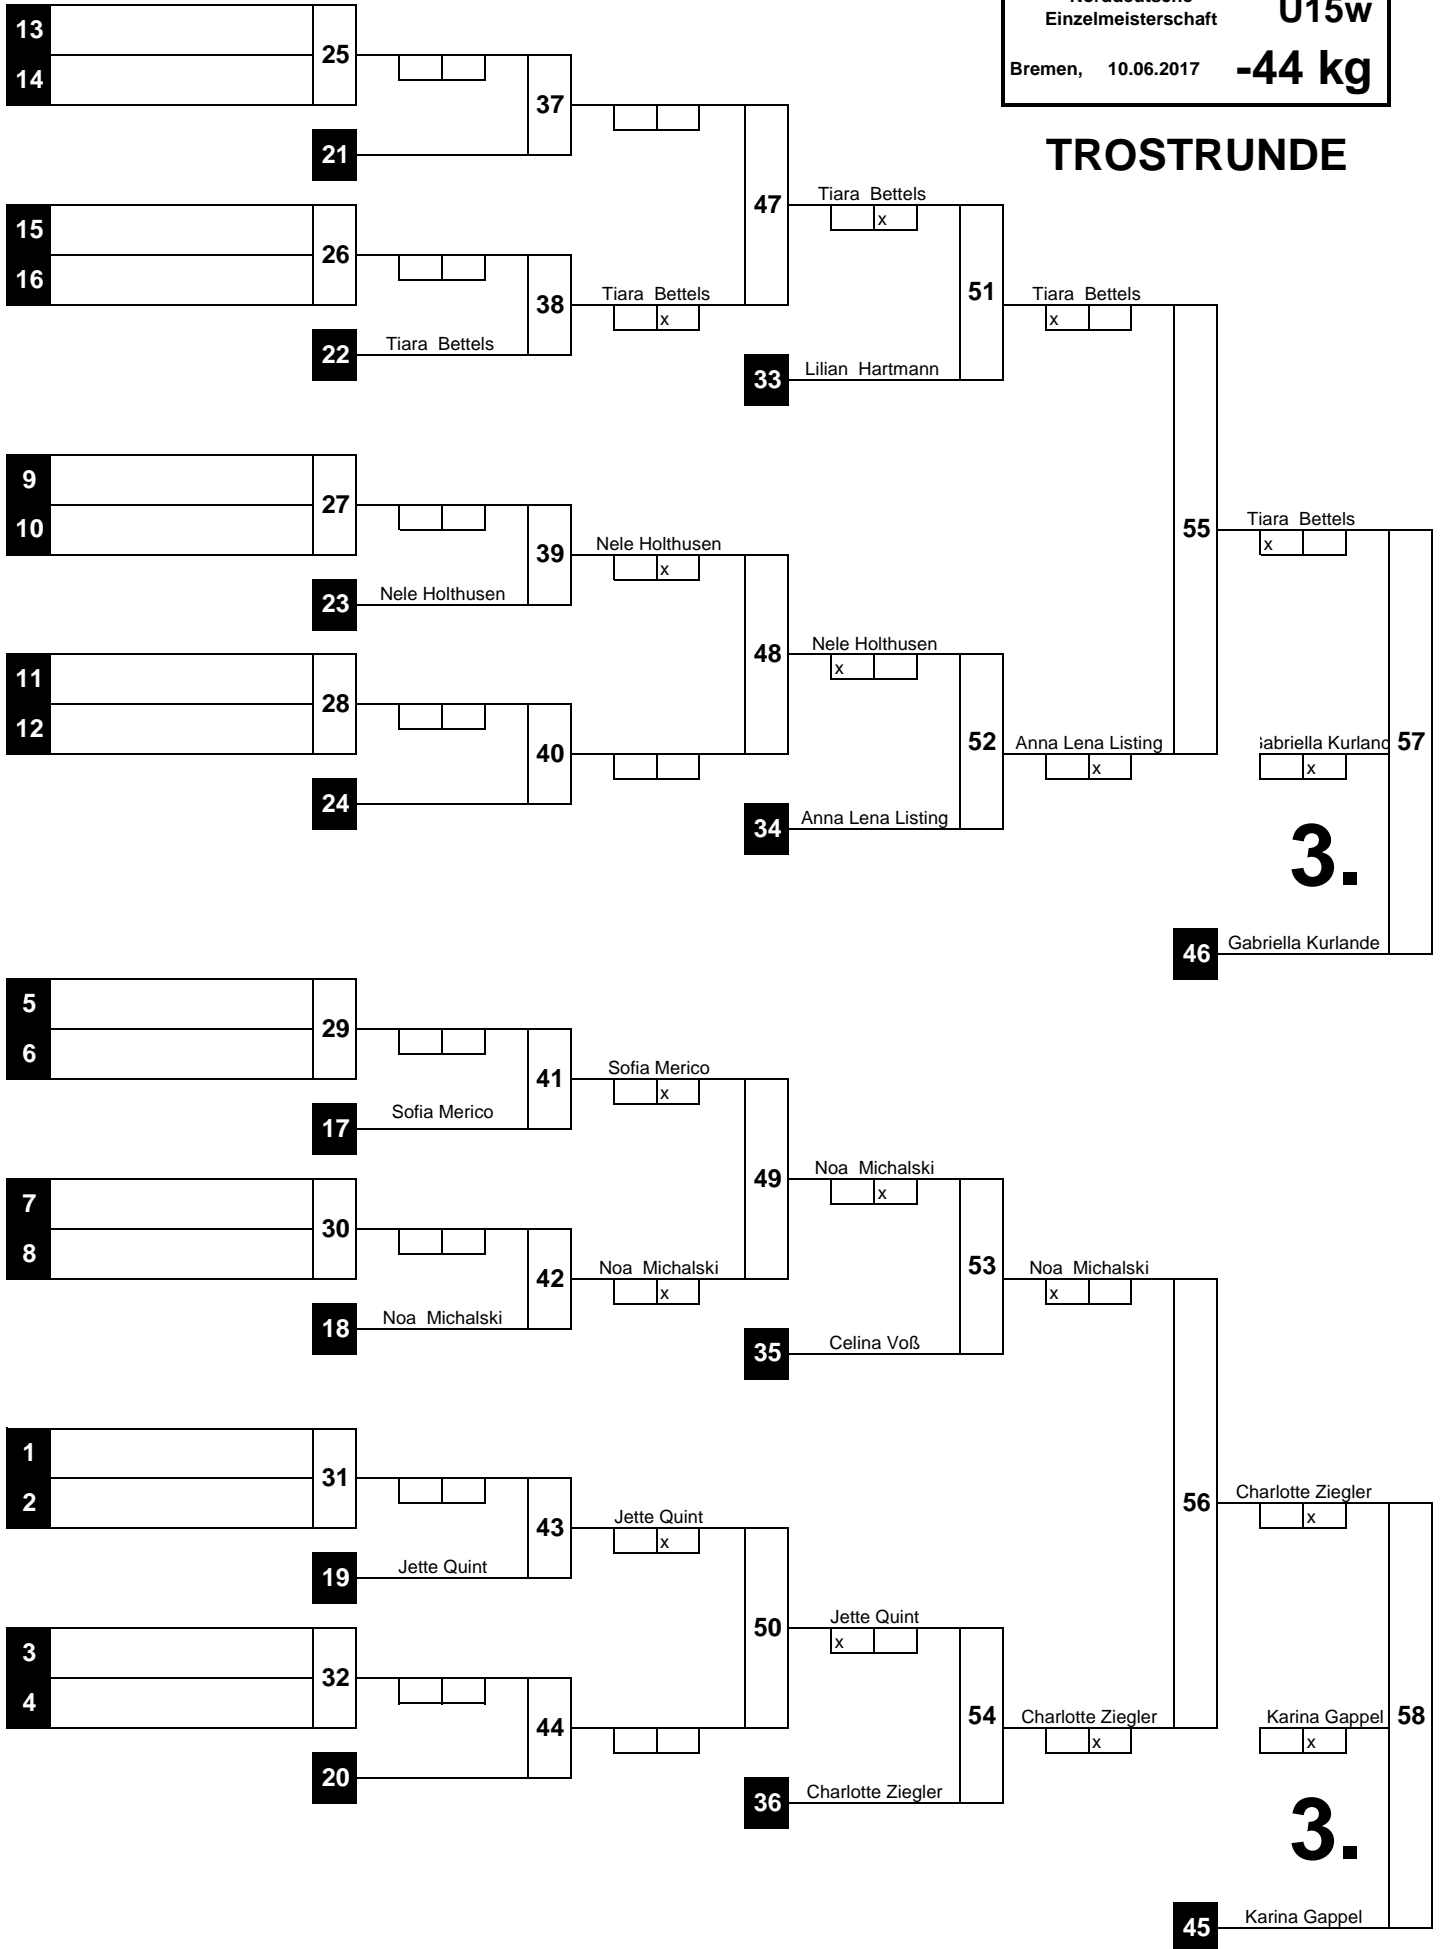 Norddeutsche
Einzelmeisterschaft
U15w
Bremen, 10.06.2017
-44 kg
TROSTRUNDE
13
14
25
37
21
47
Tiara Bettels
x
15
16
26
38
Tiara Bettels
x
22
Tiara Bettels
51
Tiara Bettels
x
33
Lilian Hartmann
9
10
27
39
Nele Holthusen
x
23
Nele Holthusen
55
Tiara Bettels
x
48
Nele Holthusen
x
11
12
28
40
24
52
Anna Lena Listing
x
34
Anna Lena Listing
Gabriella Kurland
x
57
3.
46
Gabriella Kurlande
5
6
29
41
Sofia Merico
x
17
Sofia Merico
49
Noa Michalski
x
7
8
30
42
Noa Michalski
x
18
Noa Michalski
53
Noa Michalski
x
35
Celina Voß
1
2
31
43
Jette Quint
x
19
Jette Quint
56
Charlotte Ziegler
x
50
Jette Quint
x
3
4
32
44
20
54
Charlotte Ziegler
x
36
Charlotte Ziegler
Karina Gappel
x
58
3.
45
Karina Gappel